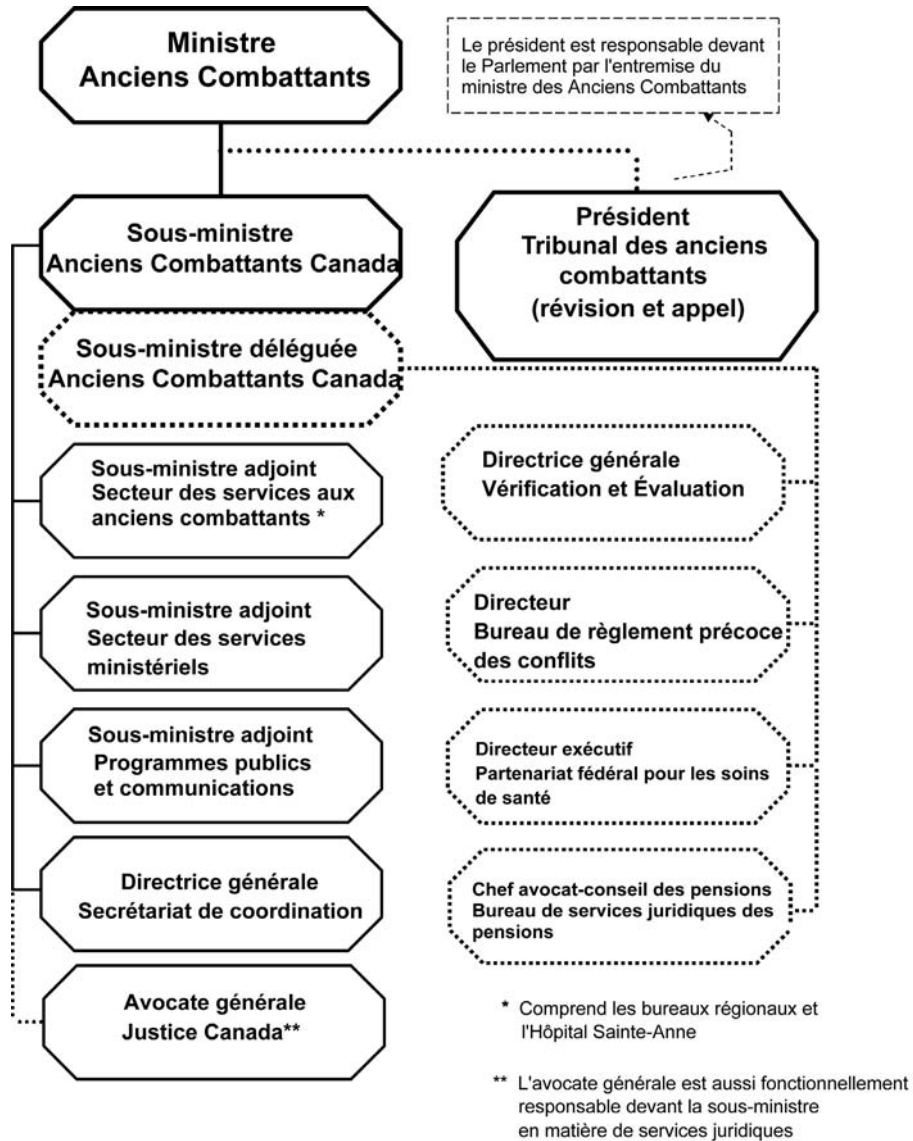 Ministre
Anciens Combattants
Le président est responsable devant
le Parlement par l'entremise du
ministre des Anciens Combattants
Sous-ministre
Anciens Combattants Canada
Président
Tribunal des anciens
combattants
(révision et appel)
Sous-ministre déléguée
Anciens Combattants Canada
Sous-ministre adjoint
Secteur des services aux
anciens combattants *
Sous-ministre adjoint
Secteur des services
ministériels
Sous-ministre adjoint
Programmes publics
et communications
Directrice générale
Secrétariat de coordination
Avocate générale
Justice Canada**
Directrice générale
Vérification et Évaluation
Directeur
Bureau de règlement précoce
des conflits
Directeur exécutif
Partenariat fédéral pour les soins
de santé
Chef avocat-conseil des pensions
Bureau de services juridiques des
pensions
* Comprend les bureaux régionaux et
l'Hôpital Sainte-Anne
** L'avocate générale est aussi fonctionnellement
responsable devant la sous-ministre
en matière de services juridiques